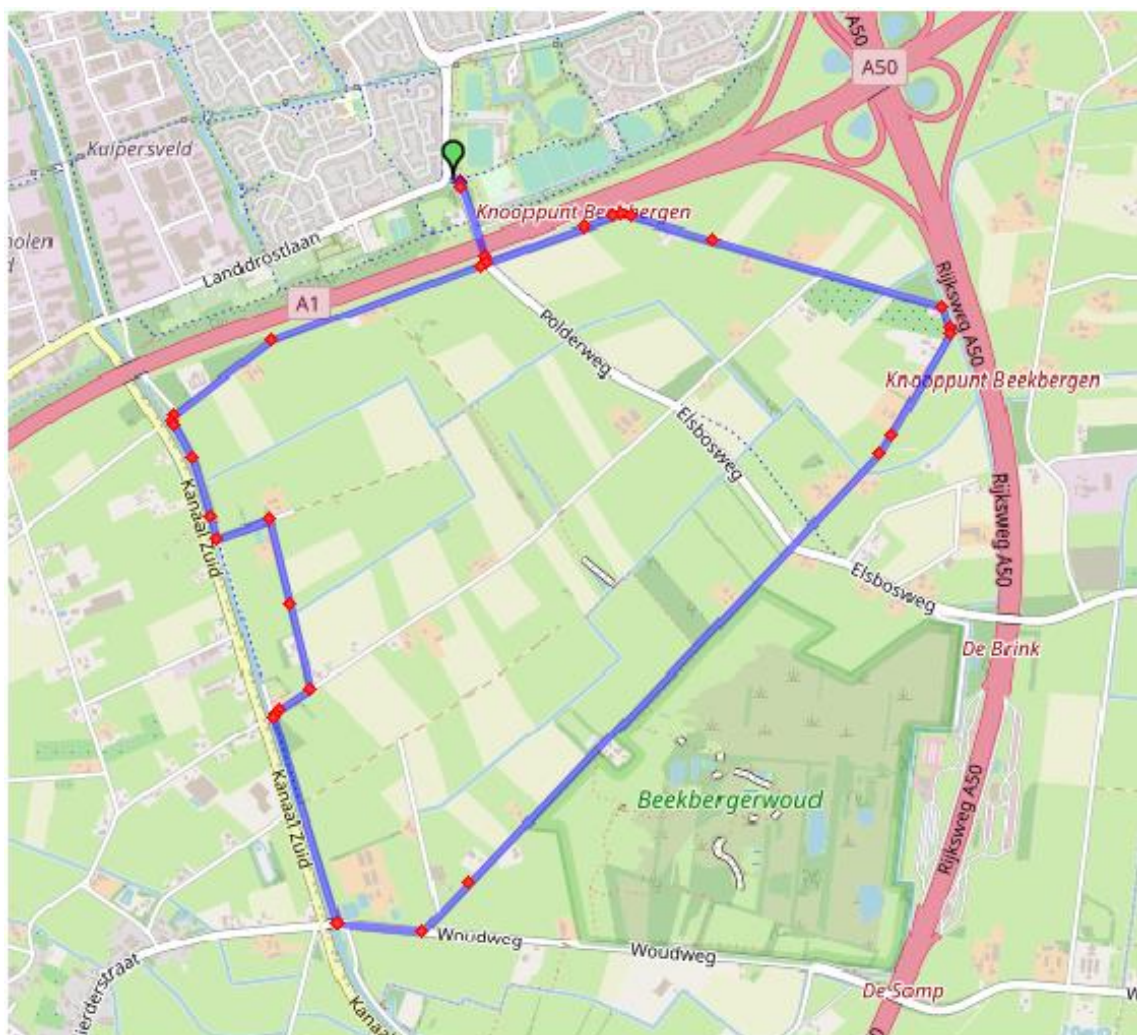 A50
A50
A50
Kuipersveld
Knooppunt Beekbergen
Landdrostlaan
Rijksweg A50
A1
Polderweg
Knooppunt Beekbergen
Elsbosweg
Rijksweg A50
Kanaal Zuid
Elsbosweg
De Brink
Kanaal Zuid
Beekbergerwoud
Rijksweg A50
Woudweg
Woudweg
De Somp